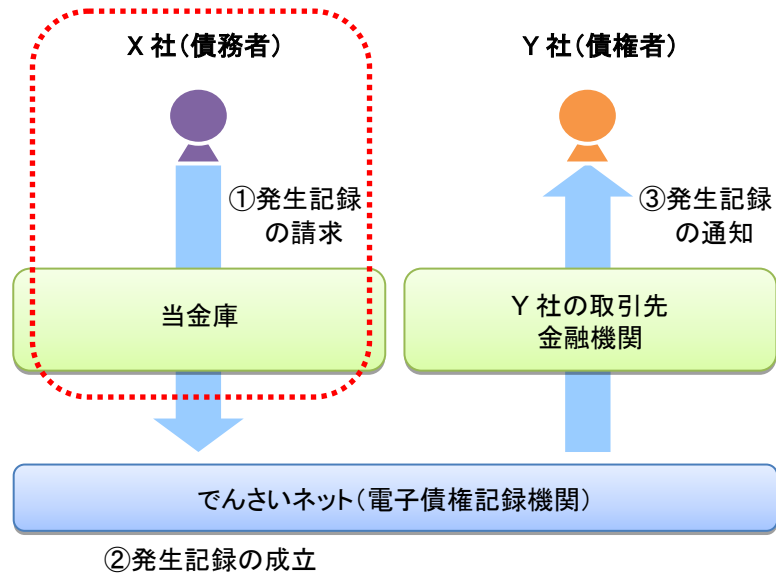 X 社（債務者）
Y 社（債権者）
①発生記録
の請求
③発生記録
の通知
当金庫
Y 社の取引先
金融機関
でんさいネット（電子債権記録機関）
②発生記録の成立